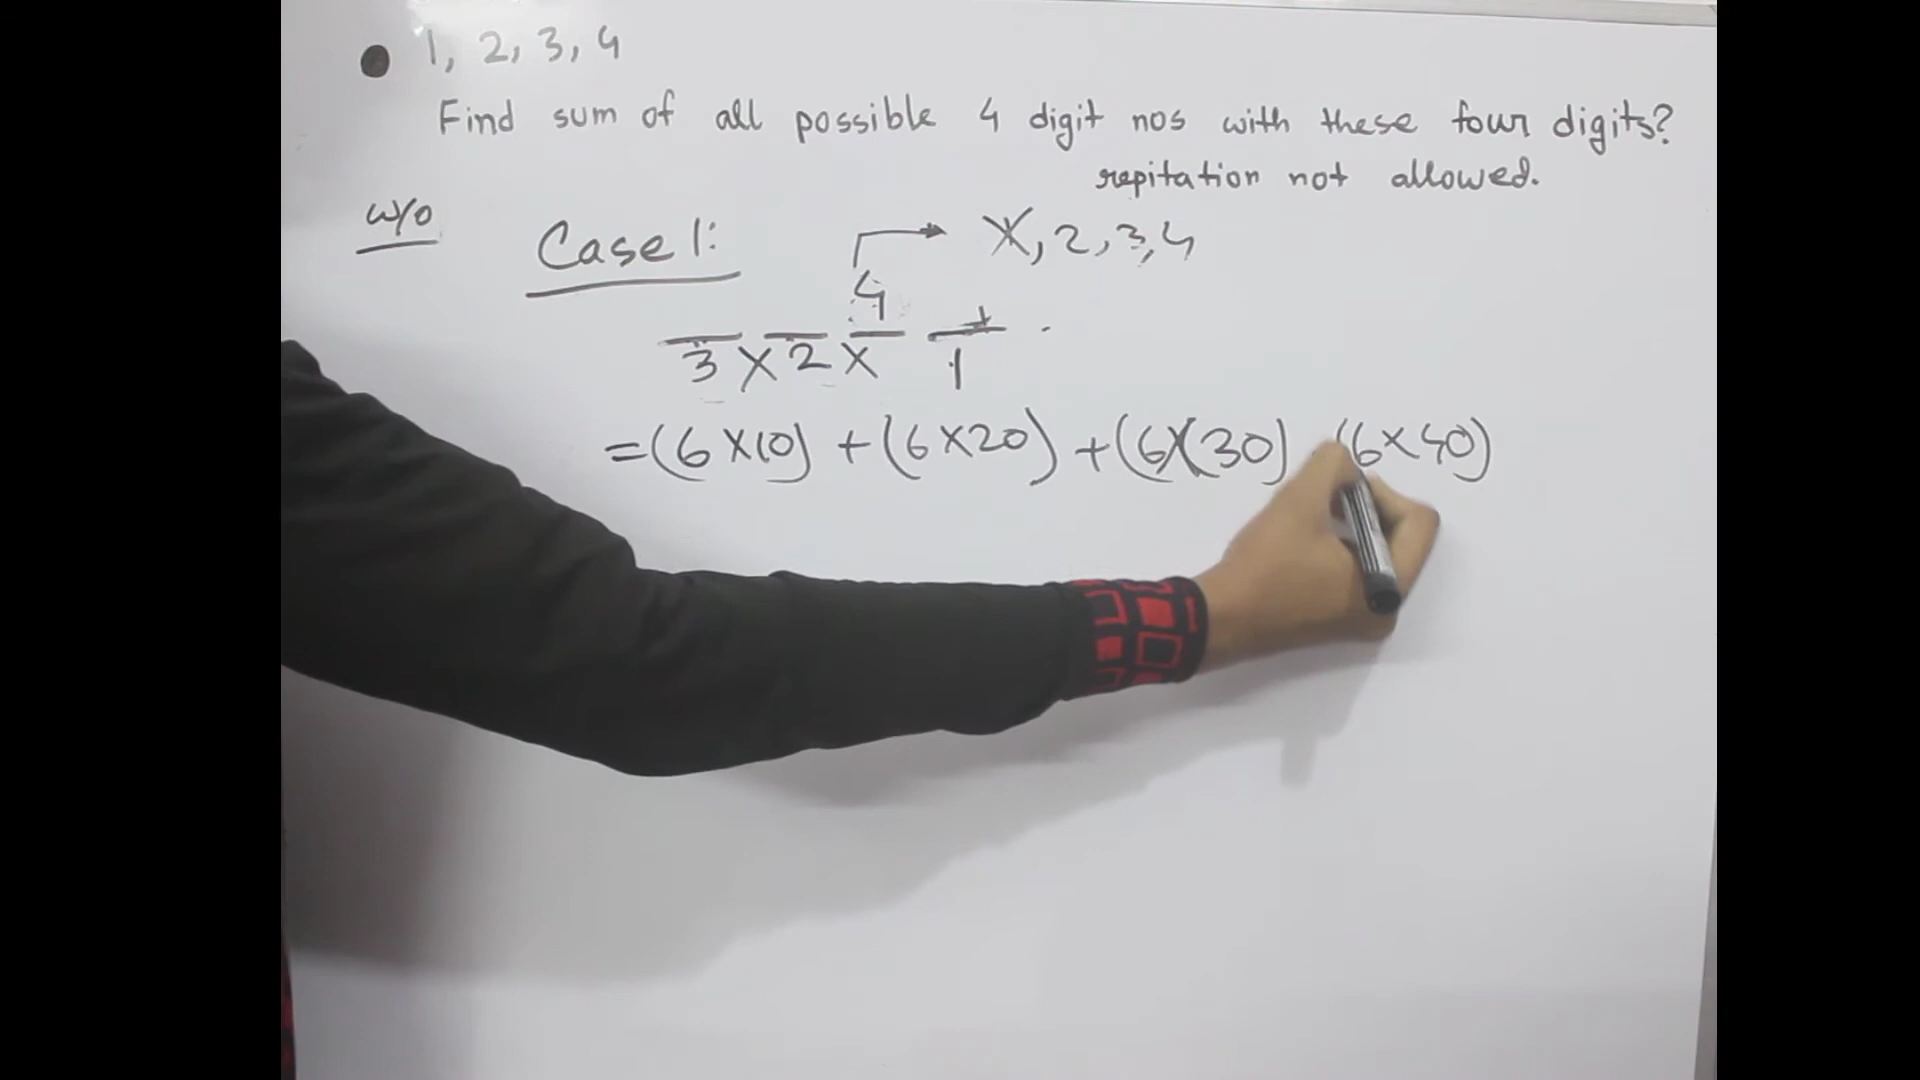 1, 2, 3, 4
Find sum of all possible 4 digit nos with these four digits?
repitation not allowed.
w/o
Case 1:
X, 2, 3, 4
4
3 X 2 X 1
= (6 X 10) + (6 X 20) + (6 X (30) (6 X 40)